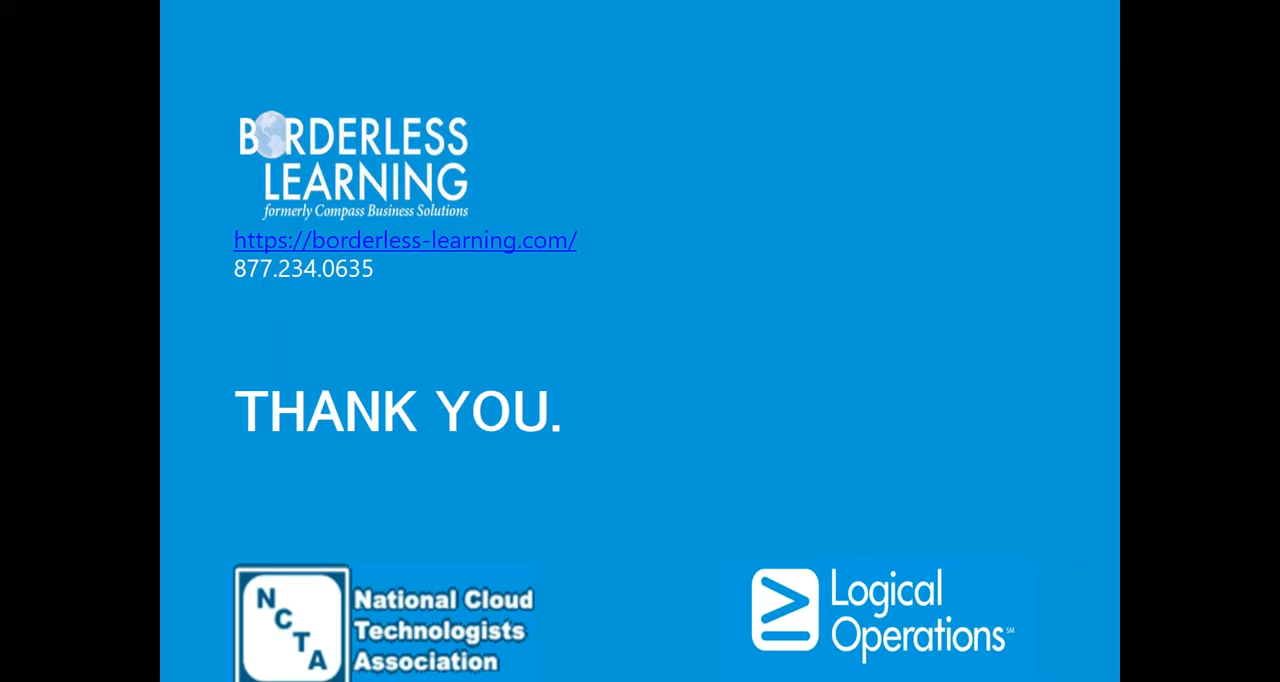 BORDERLESS
LEARNING
formerly Compass Business Solutions
https://borderless-learning.com/
877.234.0635
THANK YOU.
NCTA
National Cloud
Technologists
Association
Logical
Operations℠